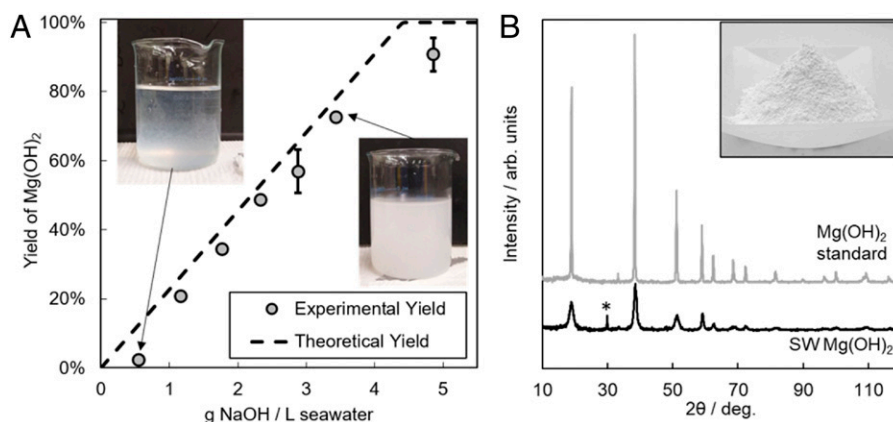 A
100%
80%
60%
40%
20%
0%
Yield of Mg(OH)₂
Experimental Yield
Theoretical Yield
0 1 2 3 4 5
g NaOH / L seawater
B
Intensity / arb. units
Mg(OH)₂
standard
*
SW Mg(OH)₂
10 30 50 70 90 110
2θ / deg.